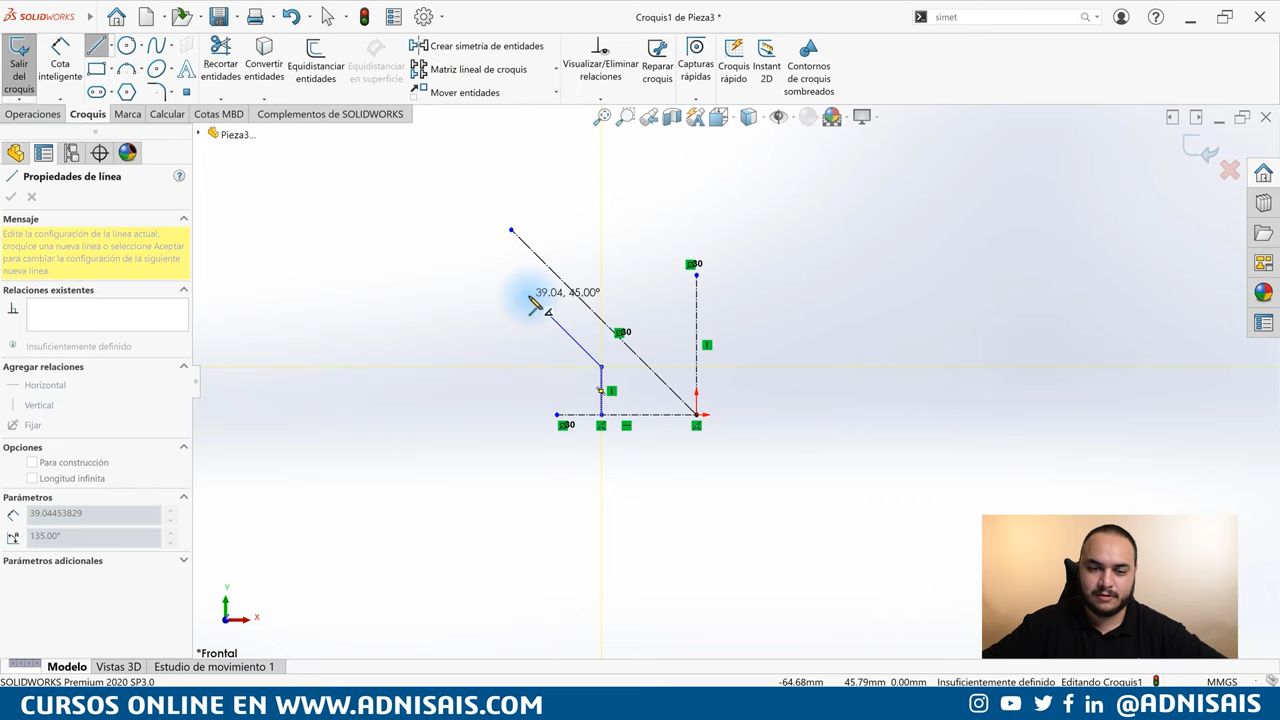 SOLIDWORKS
Croquis1 de Pieza3 *
simet
Salir del croquis
Cota inteligente
Recortar entidades
Convertir entidades
Equidistanciar entidades
Equidistanciar en superficie
Crear simetría de entidades
Matriz lineal de croquis
Mover entidades
Visualizar/Eliminar relaciones
Reparar croquis
Capturas rápidas
Croquis rápido
Instant 2D
Contornos de croquis sombreados
Operaciones Croquis Marca Calcular Cotas MBD Complementos de SOLIDWORKS
Pieza3...
Propiedades de línea
Mensaje
Edite la configuración de la línea actual,
croquice una nueva línea o seleccione Aceptar
para cambiar la configuración de la siguiente
nueva línea.
Relaciones existentes
Insuficientemente definido
Agregar relaciones
Horizontal
Vertical
Fijar
Opciones
Para construcción
Longitud infinita
Parámetros
39.04453829
135.00°
Parámetros adicionales
39.04, 45.00°
30
30
30
Y
X
*Frontal
Modelo Vistas 3D Estudio de movimiento 1
SOLIDWORKS Premium 2020 SP3.0
-64.68mm 45.79mm 0.00mm Insuficientemente definido Editando Croquis1 MMGS
CURSOS ONLINE EN WWW.ADNISAIS.COM
@ADNISAIS